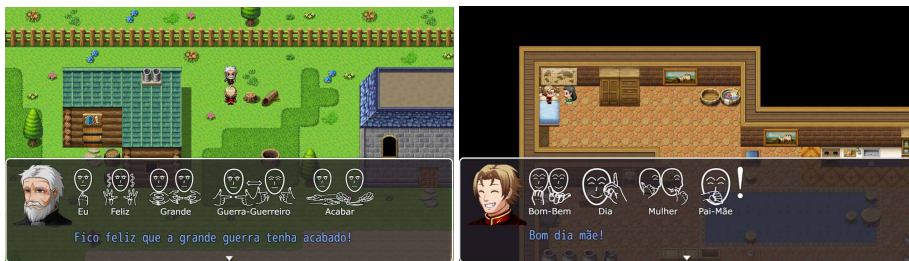 Eu Feliz Grande Guerra-Guerreiro Acabar
Fico feliz que a grande guerra tenha acabado!
Bom-Bem Dia Mulher Pai-Mãe !
Bom dia mãe!